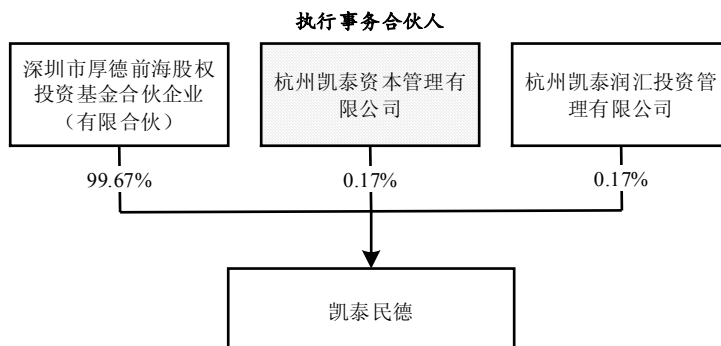 执行事务合伙人
深圳市厚德前海股权
投资基金合伙企业
（有限合伙）
杭州凯泰资本管理有
限公司
杭州凯泰润汇投资管
理有限公司
99.67%
0.17%
0.17%
凯泰民德